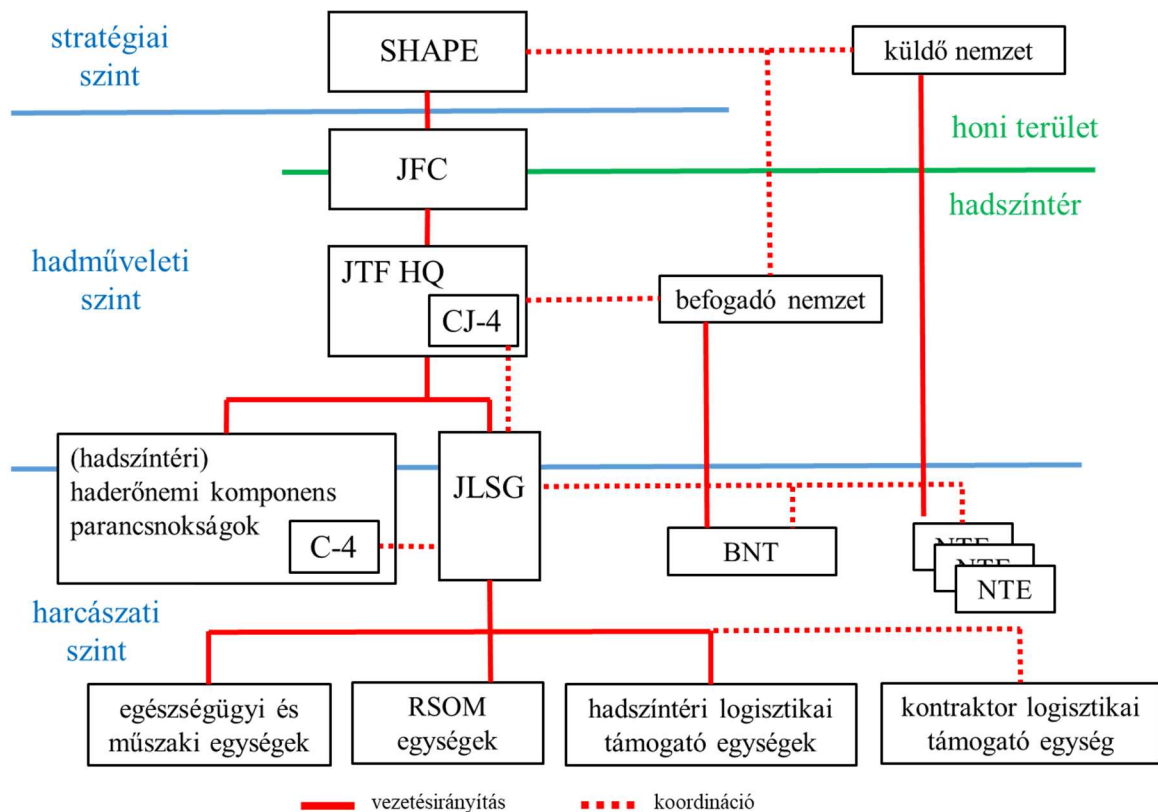 stratégiai
szint
SHAPE
küldő nemzet
honi terület
JFC
hadszíntér
hadműveleti
szint
JTF HQ
CJ-4
befogadó nemzet
(hadszíntéri)
haderőnemi komponens
parancsnokságok
C-4
JLSG
BNT
NTE
NTE
NTE
harcászati
szint
egészségügyi és
műszaki egységek
RSOM
egységek
hadszíntéri logisztikai
támogató egységek
kontraktor logisztikai
támogató egység
vezetésirányítás
koordináció